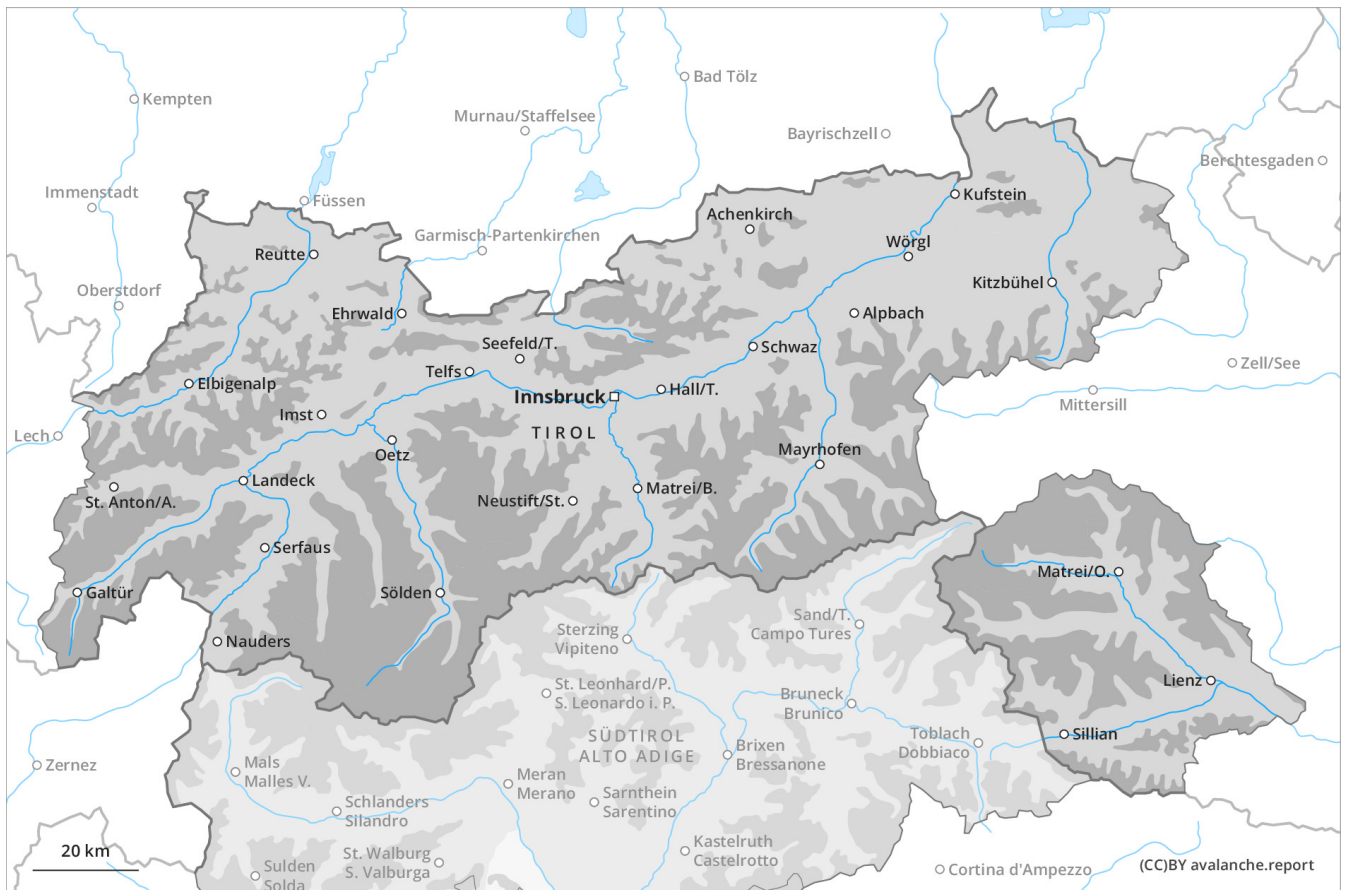 Kempten
Bad Tölz
Murnau/Staffelsee
Bayrischzell
Berchtesgaden
Immenstadt
Füssen
Kufstein
Achenkirch
Garmisch-Partenkirchen
Wörgl
Reutte
Oberstdorf
Kitzbühel
Ehrwald
Alpbach
Seefeld/T.
Schwaz
Zell/See
Telfs
Elbigenalp
Hall/T.
Innsbruck
Mittersill
Imst
Lech
TIROL
Oetz
Mayrhofen
Landeck
Matrei/B.
St. Anton/A.
Neustift/St.
Serfaus
Matrei/O.
Galtür
Sölden
Sand/T.
Campo Tures
Sterzing
Vipiteno
Nauders
Lienz
St. Leonhard/P.
S. Leonardo i. P.
Bruneck
Brunico
Sillian
Toblach
Dobbiaco
SÜDTIROL
ALTO ADIGE
Brixen
Bressanone
Zernez
Mals
Malles V.
Meran
Merano
Sarnthein
Sarentino
Schlanders
Silandro
Kastelruth
Castelrotto
20 km
St. Walburg
S. Valburga
Sulden
Solda
Cortina d'Ampezzo
(CC)BY avalanche.report